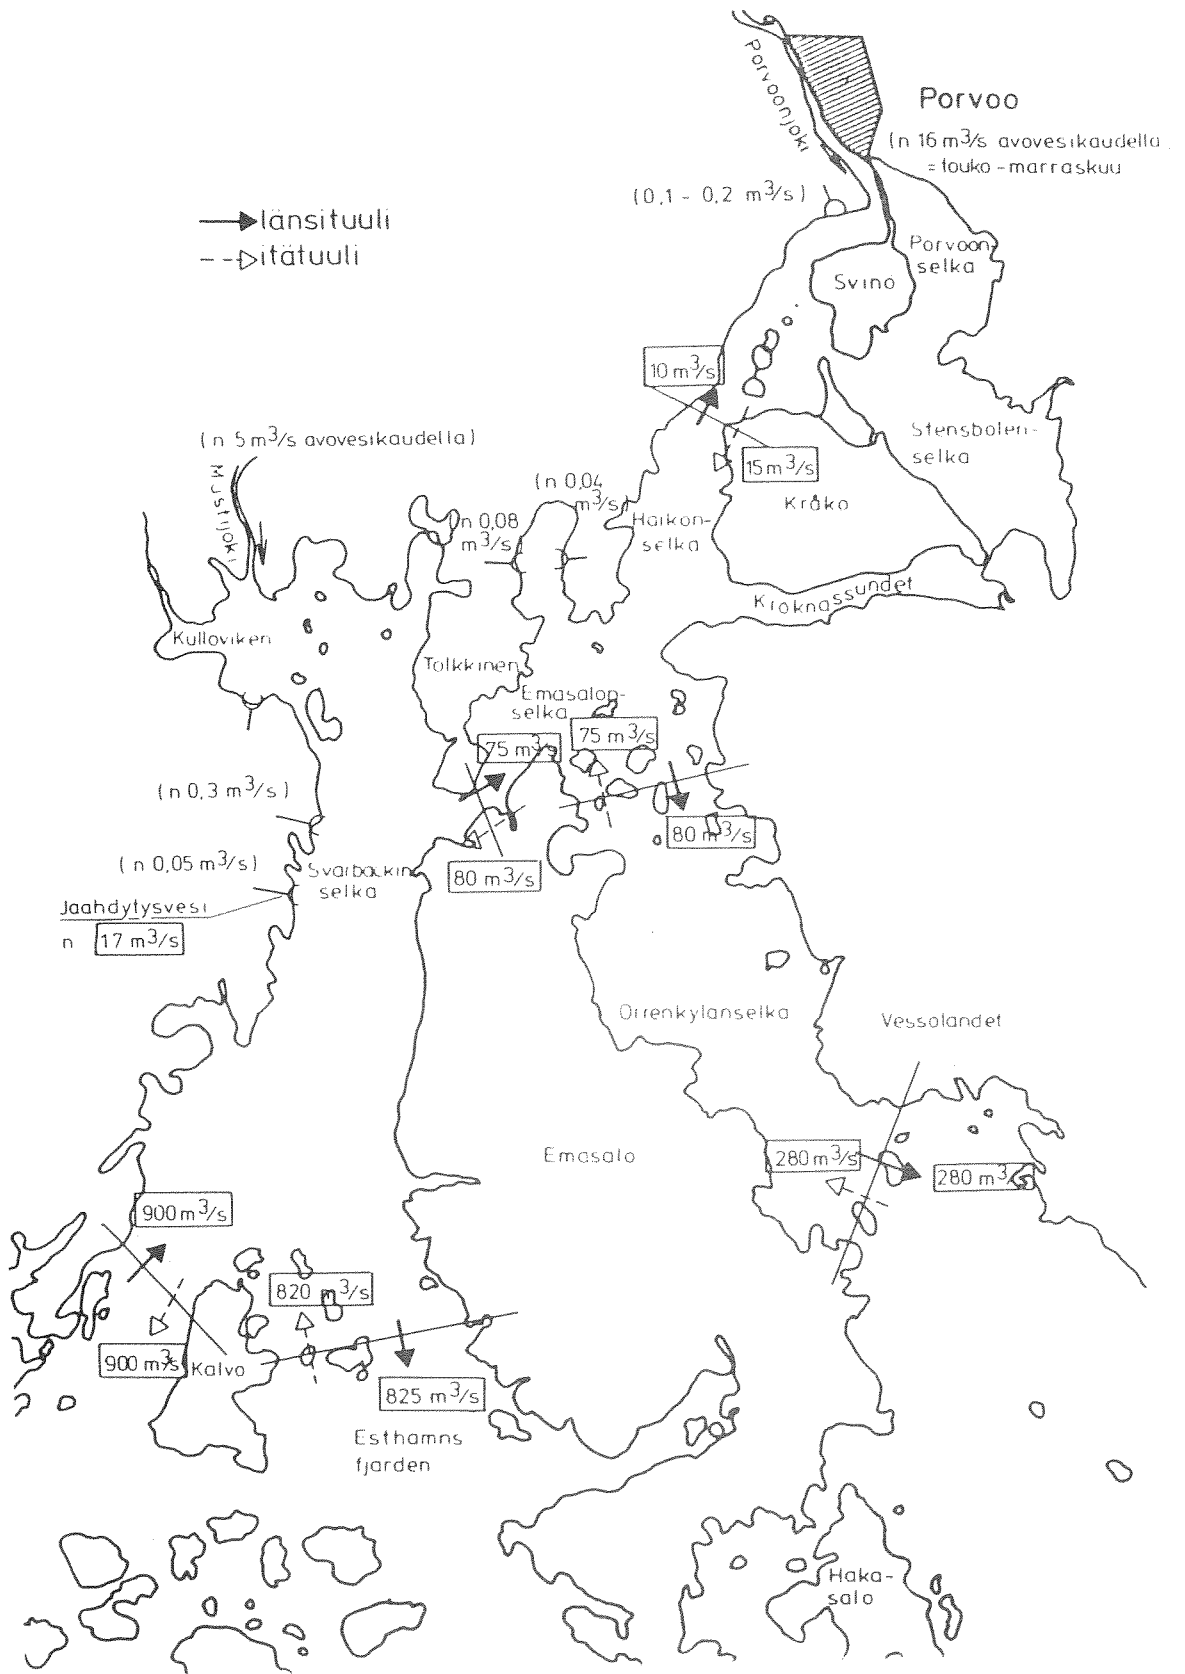 Porvoonjoki
Porvoo
(n 16 m³/s avovesikaudella
= touko-marraskuu
(0,1 - 0,2 m³/s)
länsituuli
itätuuli
Porvoon-
selka
Svino
10 m³/s
(n 5 m³/s avovesikaudella)
Stensbolen-
selka
15 m³/s
Mustijoki
(n 0,04
m³/s)
Kråko
(n 0,08
m³/s
Haikon-
selka
Kroknassundet
Kulloviken
Tolkkinen
Emasalon-
selka
75 m³/s
75 m³/s
(n 0,3 m³/s)
80 m³/s
(n 0,05 m³/s)
Svartbackin
selka
80 m³/s
Jaahdytysvesi
n 17 m³/s
Orrenkylanselka
Vessolandet
Emasalo
280 m³/s
280 m³/s
900 m³/s
820 m³/s
900 m³/s
Kalvo
825 m³/s
Esthamns
fjarden
Haka-
salo